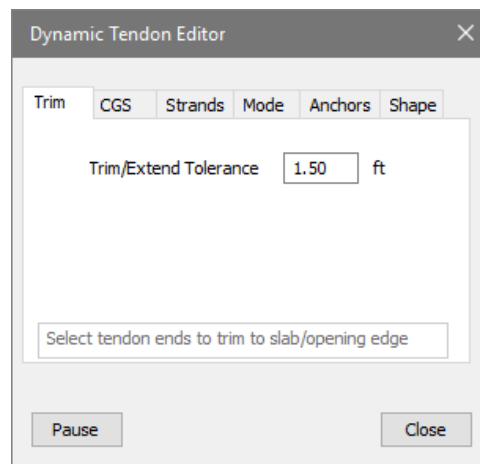 Dynamic Tendon Editor
Trim CGS Strands Mode Anchors Shape
Trim/Extend Tolerance 1.50 ft
Select tendon ends to trim to slab/opening edge
Pause Close